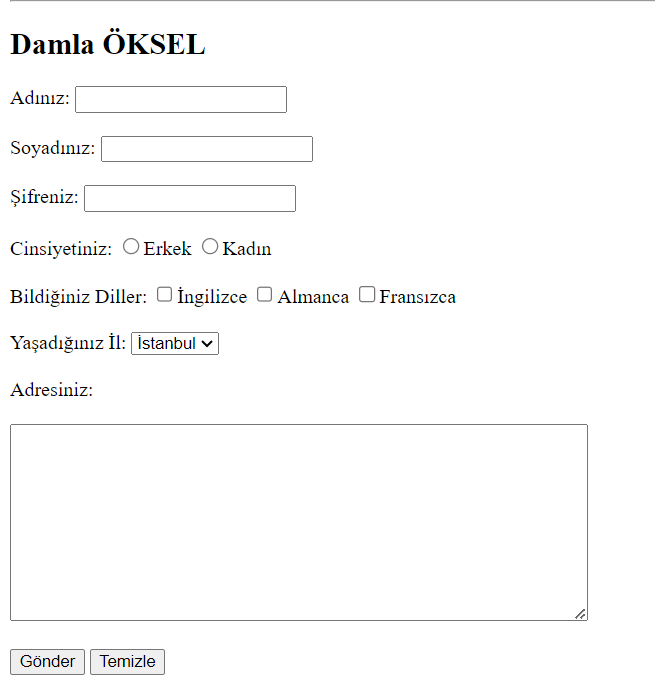 Damla ÖKSEL
Adınız:
Soyadınız:
Şifreniz:
Cinsiyetiniz: Erkek Kadın
Bildiğiniz Diller: İngilizce Almanca Fransızca
Yaşadığınız İl: İstanbul
Adresiniz:
Gönder Temizle